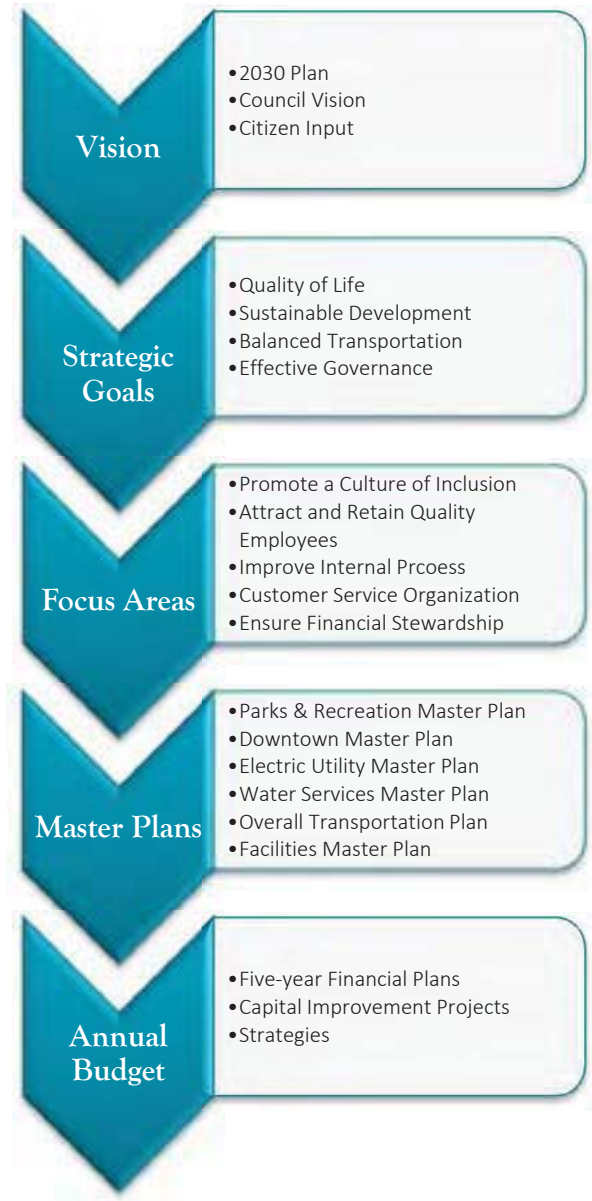 Vision
•2030 Plan
•Council Vision
•Citizen Input
Strategic
Goals
•Quality of Life
•Sustainable Development
•Balanced Transportation
•Effective Governance
Focus Areas
•Promote a Culture of Inclusion
•Attract and Retain Quality
Employees
•Improve Internal Prcoess
•Customer Service Organization
•Ensure Financial Stewardship
Master Plans
•Parks & Recreation Master Plan
•Downtown Master Plan
•Electric Utility Master Plan
•Water Services Master Plan
•Overall Transportation Plan
•Facilities Master Plan
Annual
Budget
•Five-year Financial Plans
•Capital Improvement Projects
•Strategies